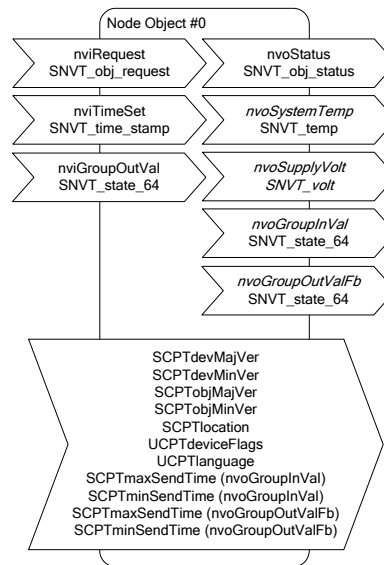 Node Object #0
nviRequest
SNVT_obj_request
nvoStatus
SNVT_obj_status
nviTimeSet
SNVT_time_stamp
nvoSystemTemp
SNVT_temp
nviGroupOutVal
SNVT_state_64
nvoSupplyVolt
SNVT_volt
nvoGroupInVal
SNVT_state_64
nvoGroupOutValFb
SNVT_state_64
SCPTdevMajVer
SCPTdevMinVer
SCPTobjMajVer
SCPTobjMinVer
SCPTlocation
UCPTdeviceFlags
UCPTlanguage
SCPTmaxSendTime (nvoGroupInVal)
SCPTminSendTime (nvoGroupInVal)
SCPTmaxSendTime (nvoGroupOutValFb)
SCPTminSendTime (nvoGroupOutValFb)